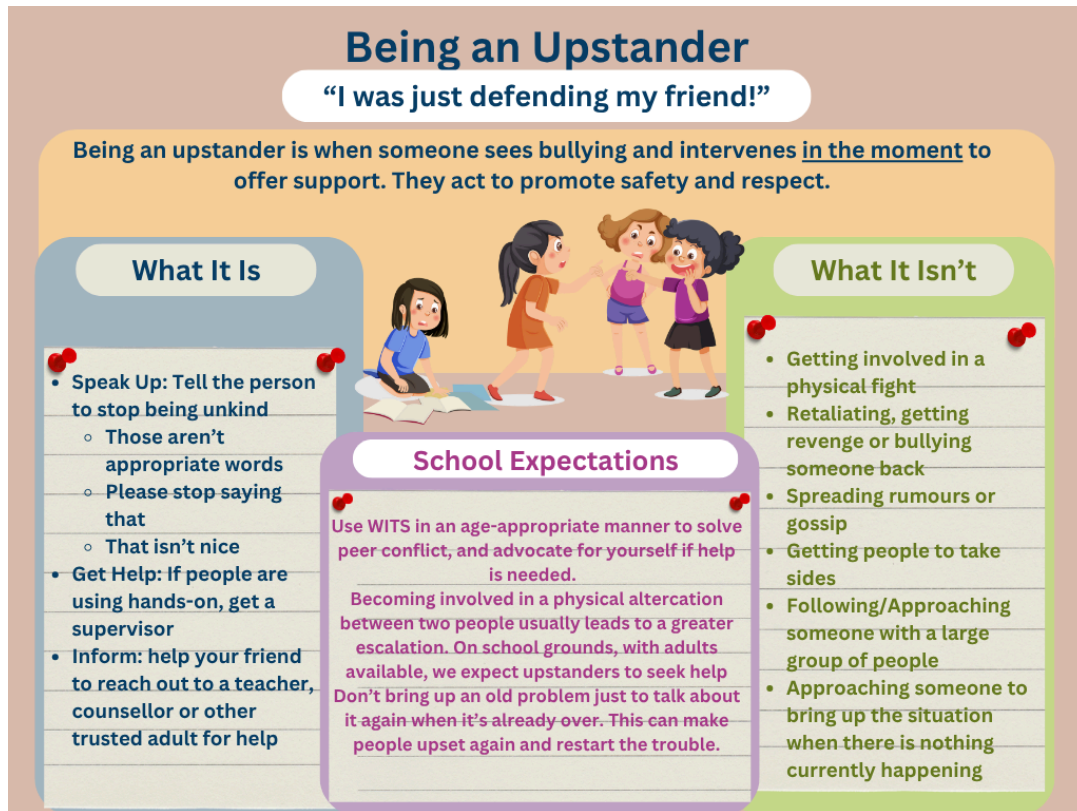 Being an Upstander
“I was just defending my friend!”
Being an upstander is when someone sees bullying and intervenes in the moment to
offer support. They act to promote safety and respect.
What It Is
• Speak Up: Tell the person
to stop being unkind
◦ Those aren’t
appropriate words
◦ Please stop saying
that
◦ That isn’t nice
• Get Help: If people are
using hands-on, get a
supervisor
• Inform: help your friend
to reach out to a teacher,
counsellor or other
trusted adult for help
School Expectations
Use WITS in an age-appropriate manner to solve
peer conflict, and advocate for yourself if help
is needed.
Becoming involved in a physical altercation
between two people usually leads to a greater
escalation. On school grounds, with adults
available, we expect upstanders to seek help
Don’t bring up an old problem just to talk about
it again when it’s already over. This can make
people upset again and restart the trouble.
What It Isn’t
• Getting involved in a
physical fight
• Retaliating, getting
revenge or bullying
someone back
• Spreading rumours or
gossip
• Getting people to take
sides
• Following/Approaching
someone with a large
group of people
• Approaching someone to
bring up the situation
when there is nothing
currently happening